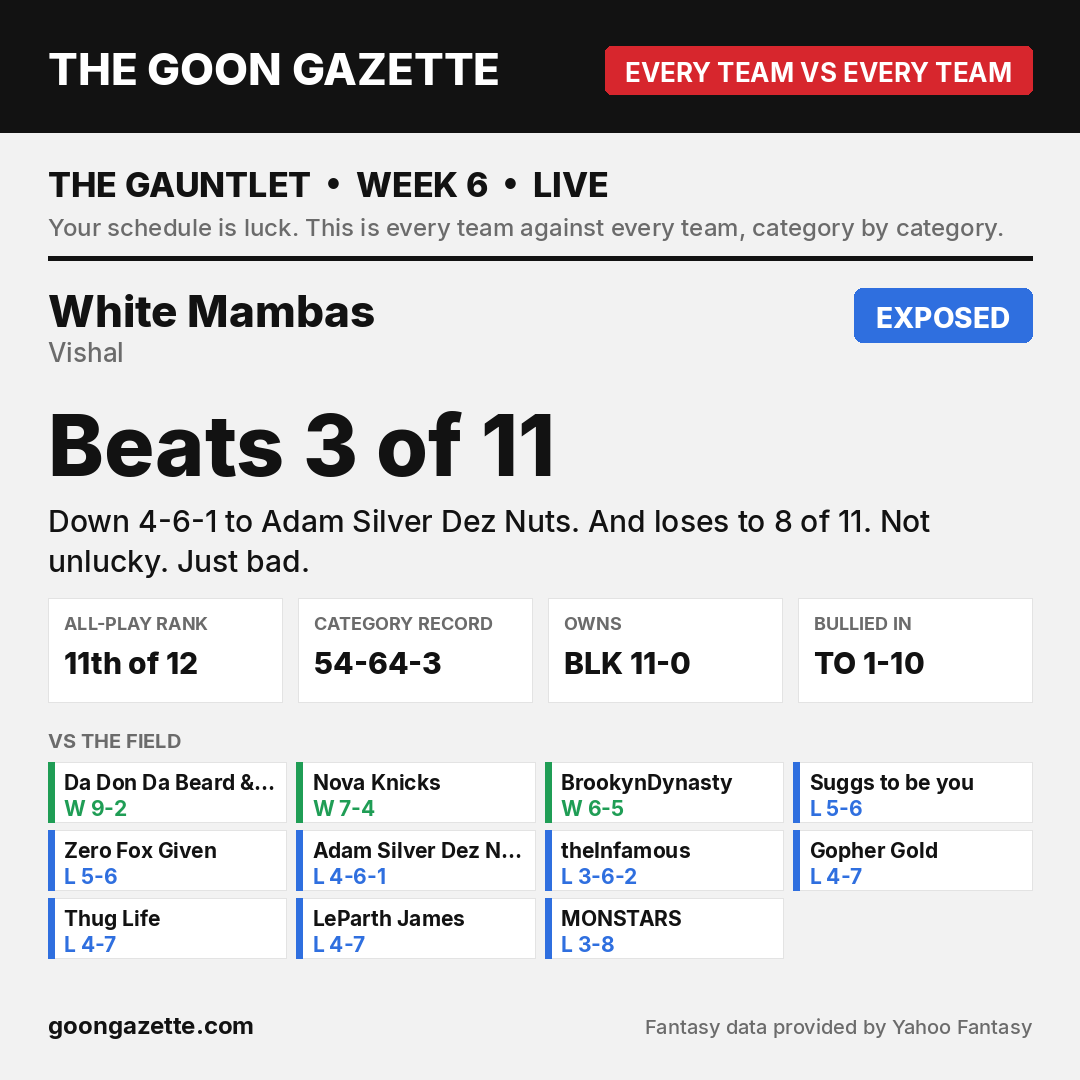 THE GOON GAZETTE
EVERY TEAM VS EVERY TEAM
THE GAUNTLET • WEEK 6 • LIVE
Your schedule is luck. This is every team against every team, category by category.
White Mambas
EXPOSED
Vishal
Beats 3 of 11
Down 4-6-1 to Adam Silver Dez Nuts. And loses to 8 of 11. Not
unlucky. Just bad.
ALL-PLAY RANK
11th of 12
CATEGORY RECORD
54-64-3
OWNS
BLK 11-0
BULLIED IN
TO 1-10
VS THE FIELD
Da Don Da Beard &...
W 9-2
Nova Knicks
W 7-4
BrookynDynasty
W 6-5
Suggs to be you
L 5-6
Zero Fox Given
L 5-6
Adam Silver Dez N...
L 4-6-1
theInfamous
L 3-6-2
Gopher Gold
L 4-7
Thug Life
L 4-7
LeParth James
L 4-7
MONSTARS
L 3-8
goongazette.com
Fantasy data provided by Yahoo Fantasy